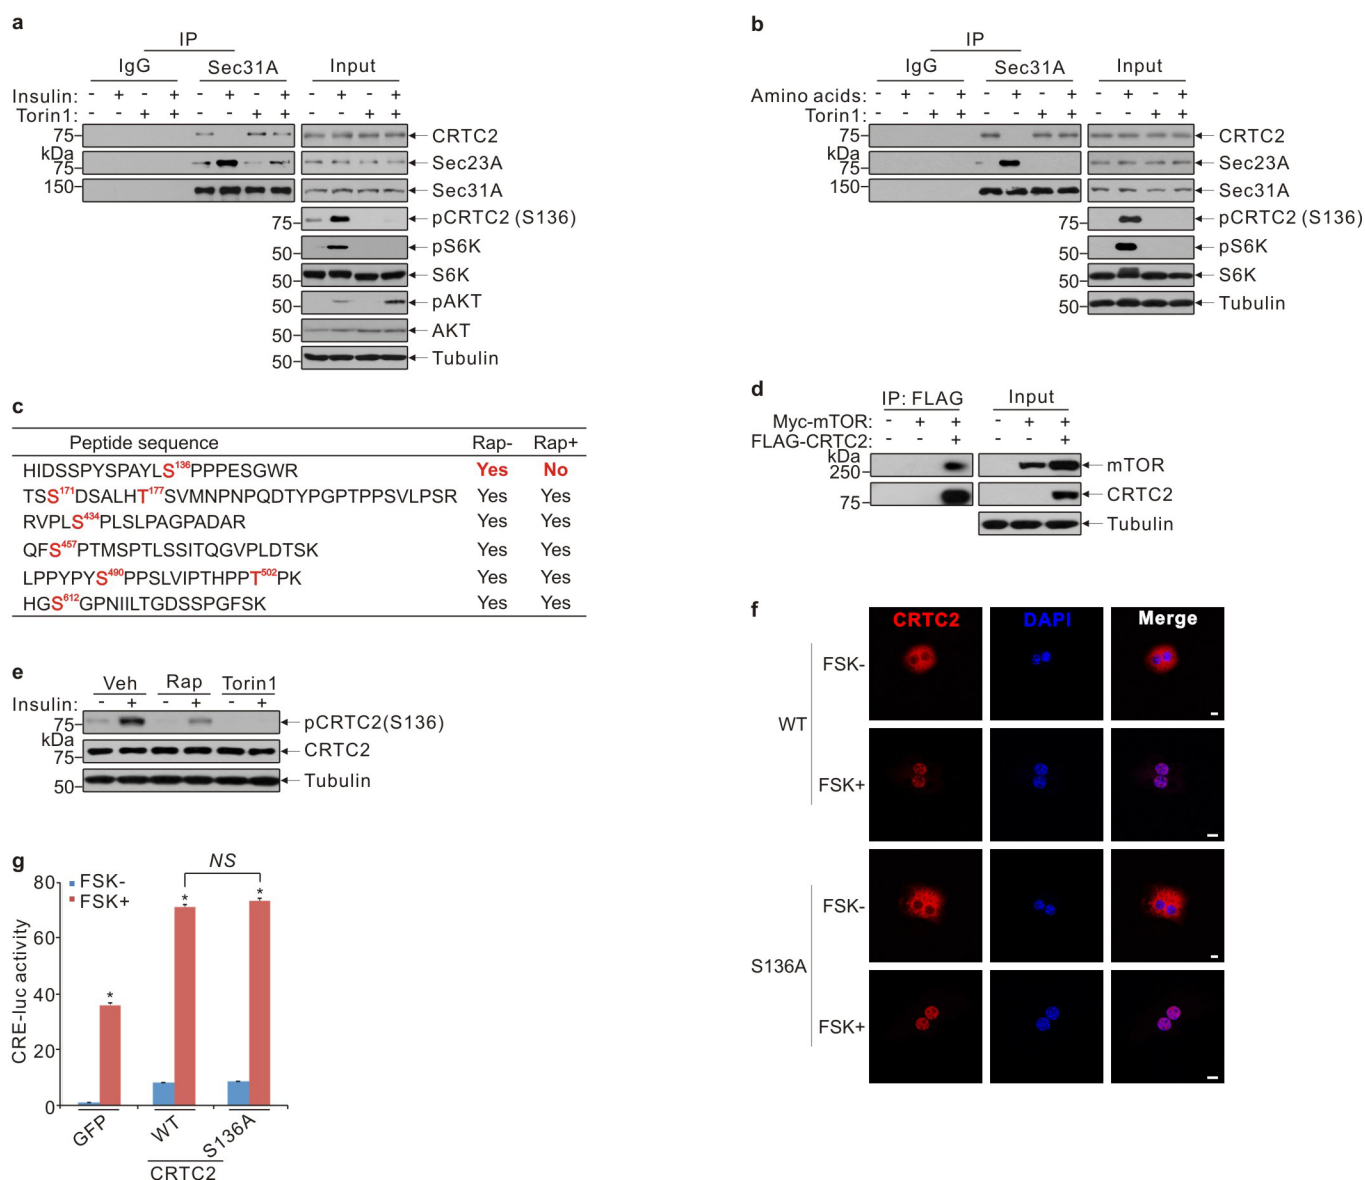 a
IP
IgG Sec31A Input
Insulin: - + - + - + - + - + - +
Torin1: - - + + - - + + - - + +
75 CRTC2
kDa
75 Sec23A
150 Sec31A
75 pCRTC2 (S136)
50 pS6K
50 S6K
50 pAKT
50 AKT
50 Tubulin
b
IP
IgG Sec31A Input
Amino acids: - + - + - + - + - + - +
Torin1: - - + + - - + + - - + +
75 CRTC2
kDa
75 Sec23A
150 Sec31A
75 pCRTC2 (S136)
50 pS6K
50 S6K
50 Tubulin
c
Peptide sequence Rap- Rap+
HIDSSPYSPAYLS136PPPESGWR Yes No
TSS171DSALHT177SVMNPNPQDTYPGPTPPSVLPSR Yes Yes
RVPLS434PLSLPAGPADAR Yes Yes
QFS457PTMSPTLSSITQGVPLDTSK Yes Yes
LPPYPYS490PPSLVIPTHPPT502PK Yes Yes
HGS612GPNIILTGDSSPGFSK Yes Yes
d
IP: FLAG Input
Myc-mTOR: - + + - + +
FLAG-CRTC2: - - + - - +
kDa
250 mTOR
75 CRTC2
Tubulin
e
Veh Rap Torin1
Insulin: - + - + - +
75 pCRTC2(S136)
kDa
75 CRTC2
50 Tubulin
f
CRTC2 DAPI Merge
FSK-
WT
FSK+
FSK-
S136A
FSK+
g
NS
80 FSK-
FSK+
* *
60
40
*
20
0
CRE-luc activity
GFP WT S136A
CRTC2